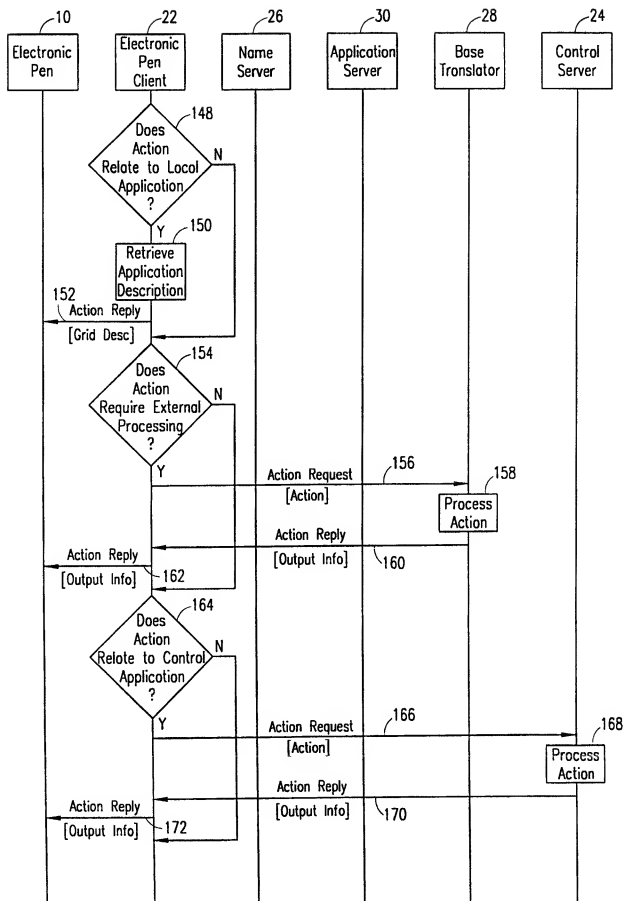 10
22
26
30
28
24
Electronic
Pen
Electronic
Pen
Client
Name
Server
Application
Server
Base
Translator
Control
Server
148
Does
Action
Relate to Local
Application
?
N
Y
150
Retrieve
Application
Description
152
Action Reply
[Grid Desc]
154
Does
Action
Require External
Processing
?
N
Y
Action Request
156
[Action]
158
Process
Action
Action Reply
[Output Info]
160
Action Reply
[Output Info]
162
164
Does
Action
Relate to Control
Application
?
N
Y
Action Request
166
[Action]
168
Process
Action
Action Reply
[Output Info]
170
Action Reply
[Output Info]
172